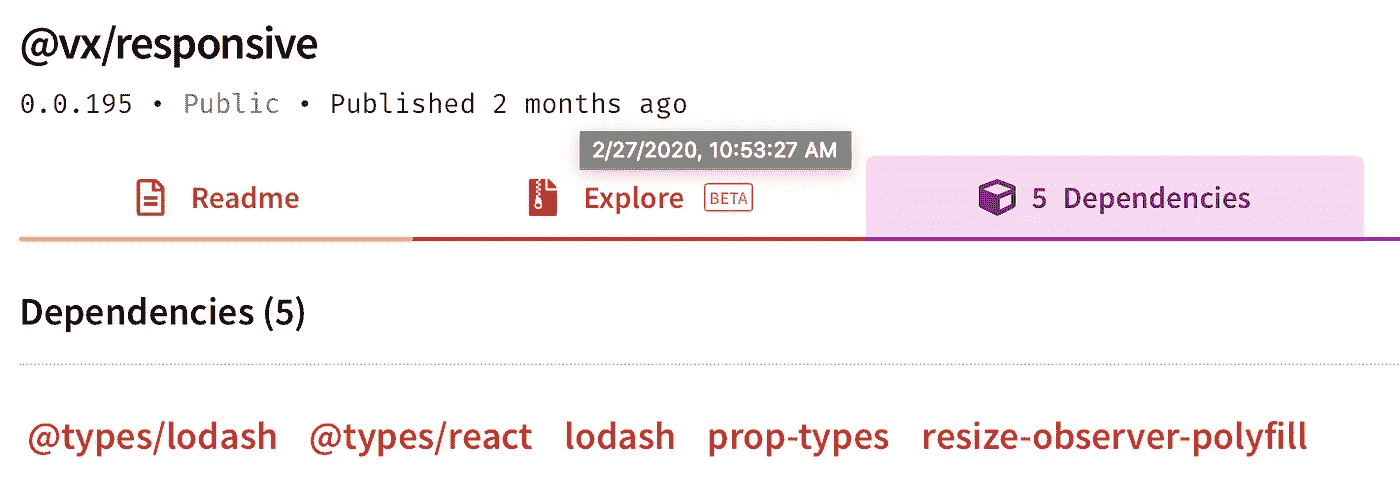 @vx/responsive
0.0.195 • Public • Published 2 months ago
2/27/2020, 10:53:27 AM
Readme Explore BETA 5 Dependencies
Dependencies (5)
@types/lodash @types/react lodash prop-types resize-observer-polyfill